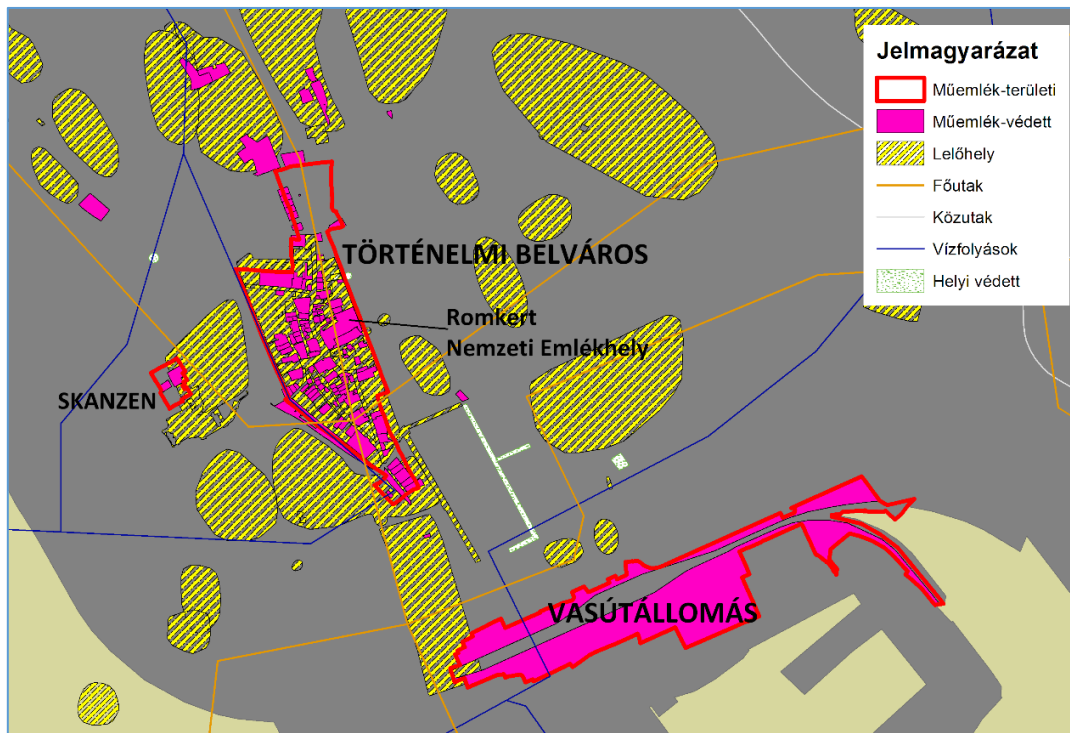 Jelmagyarázat
Műemlék-területi
Műemlék-védett
Lelőhely
Főutak
Közutak
Vízfolyások
Helyi védett
TÖRTÉNELMI BELVÁROS
Romkert
Nemzeti Emlékhely
SKANZEN
VASÚTÁLLOMÁS